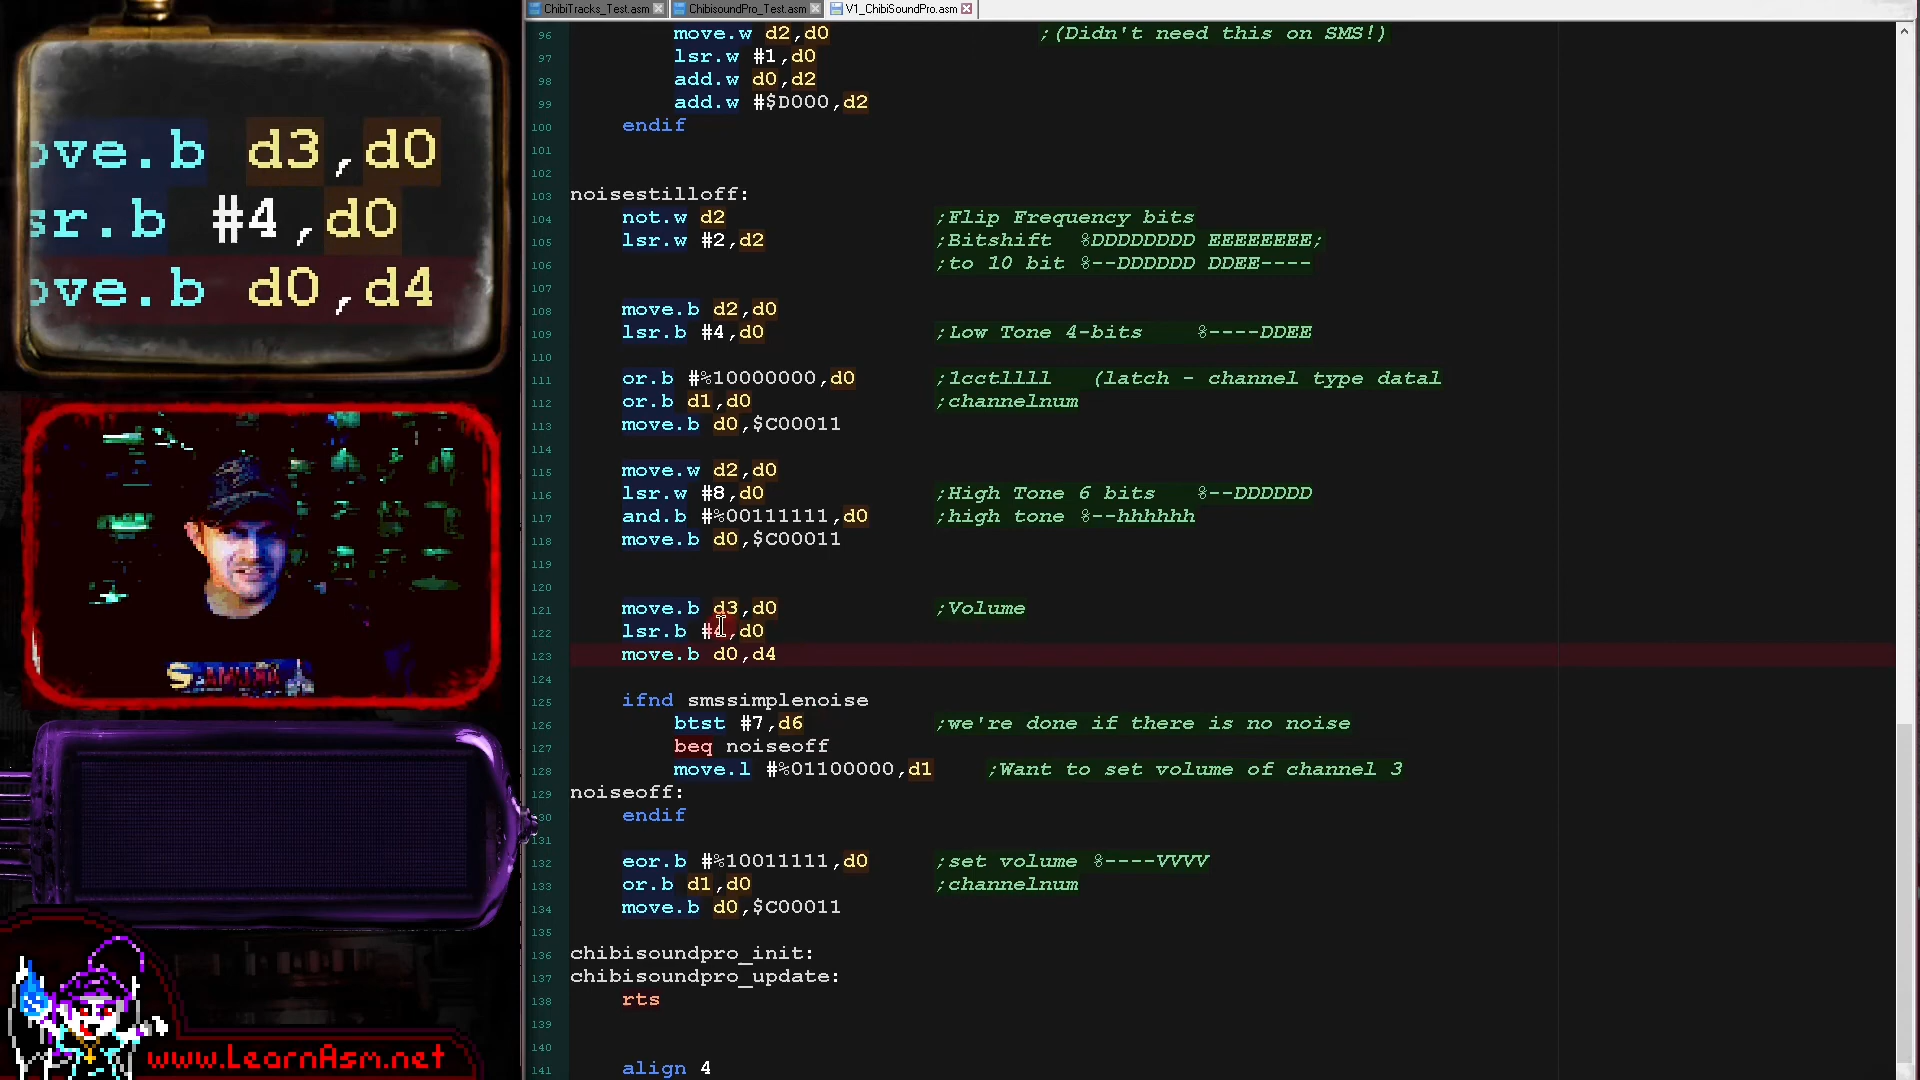 ChibiTracks_Test.asm ChibisoundPro_Test.asm V1_ChibiSoundPro.asm
ove.b d3,d0
sr.b #4,d0
ove.b d0,d4
www.LearnAsm.net
96 move.w d2,d0 ;(Didn't need this on SMS!)
97 lsr.w #1,d0
98 add.w d0,d2
99 add.w #$D000,d2
100 endif
101
102
103 noisestilloff:
104 not.w d2 ;Flip Frequency bits
105 lsr.w #2,d2 ;Bitshift %DDDDDDDD EEEEEEEE;
106 ;to 10 bit %--DDDDDD DDEE----
107
108 move.b d2,d0
109 lsr.b #4,d0 ;Low Tone 4-bits %----DDEE
110
111 or.b #%10000000,d0 ;1cctllll (latch - channel type datal
112 or.b d1,d0 ;channelnum
113 move.b d0,$C00011
114
115 move.w d2,d0
116 lsr.w #8,d0 ;High Tone 6 bits %--DDDDDD
117 and.b #%00111111,d0 ;high tone %--hhhhhh
118 move.b d0,$C00011
119
120
121 move.b d3,d0 ;Volume
122 lsr.b #4,d0
123 move.b d0,d4
124
125 ifnd smssimplenoise
126 btst #7,d6 ;we're done if there is no noise
127 beq noiseoff
128 move.l #%01100000,d1 ;Want to set volume of channel 3
129 noiseoff:
130 endif
131
132 eor.b #%10011111,d0 ;set volume %----VVVV
133 or.b d1,d0 ;channelnum
134 move.b d0,$C00011
135
136 chibisoundpro_init:
137 chibisoundpro_update:
138 rts
139
140
141 align 4